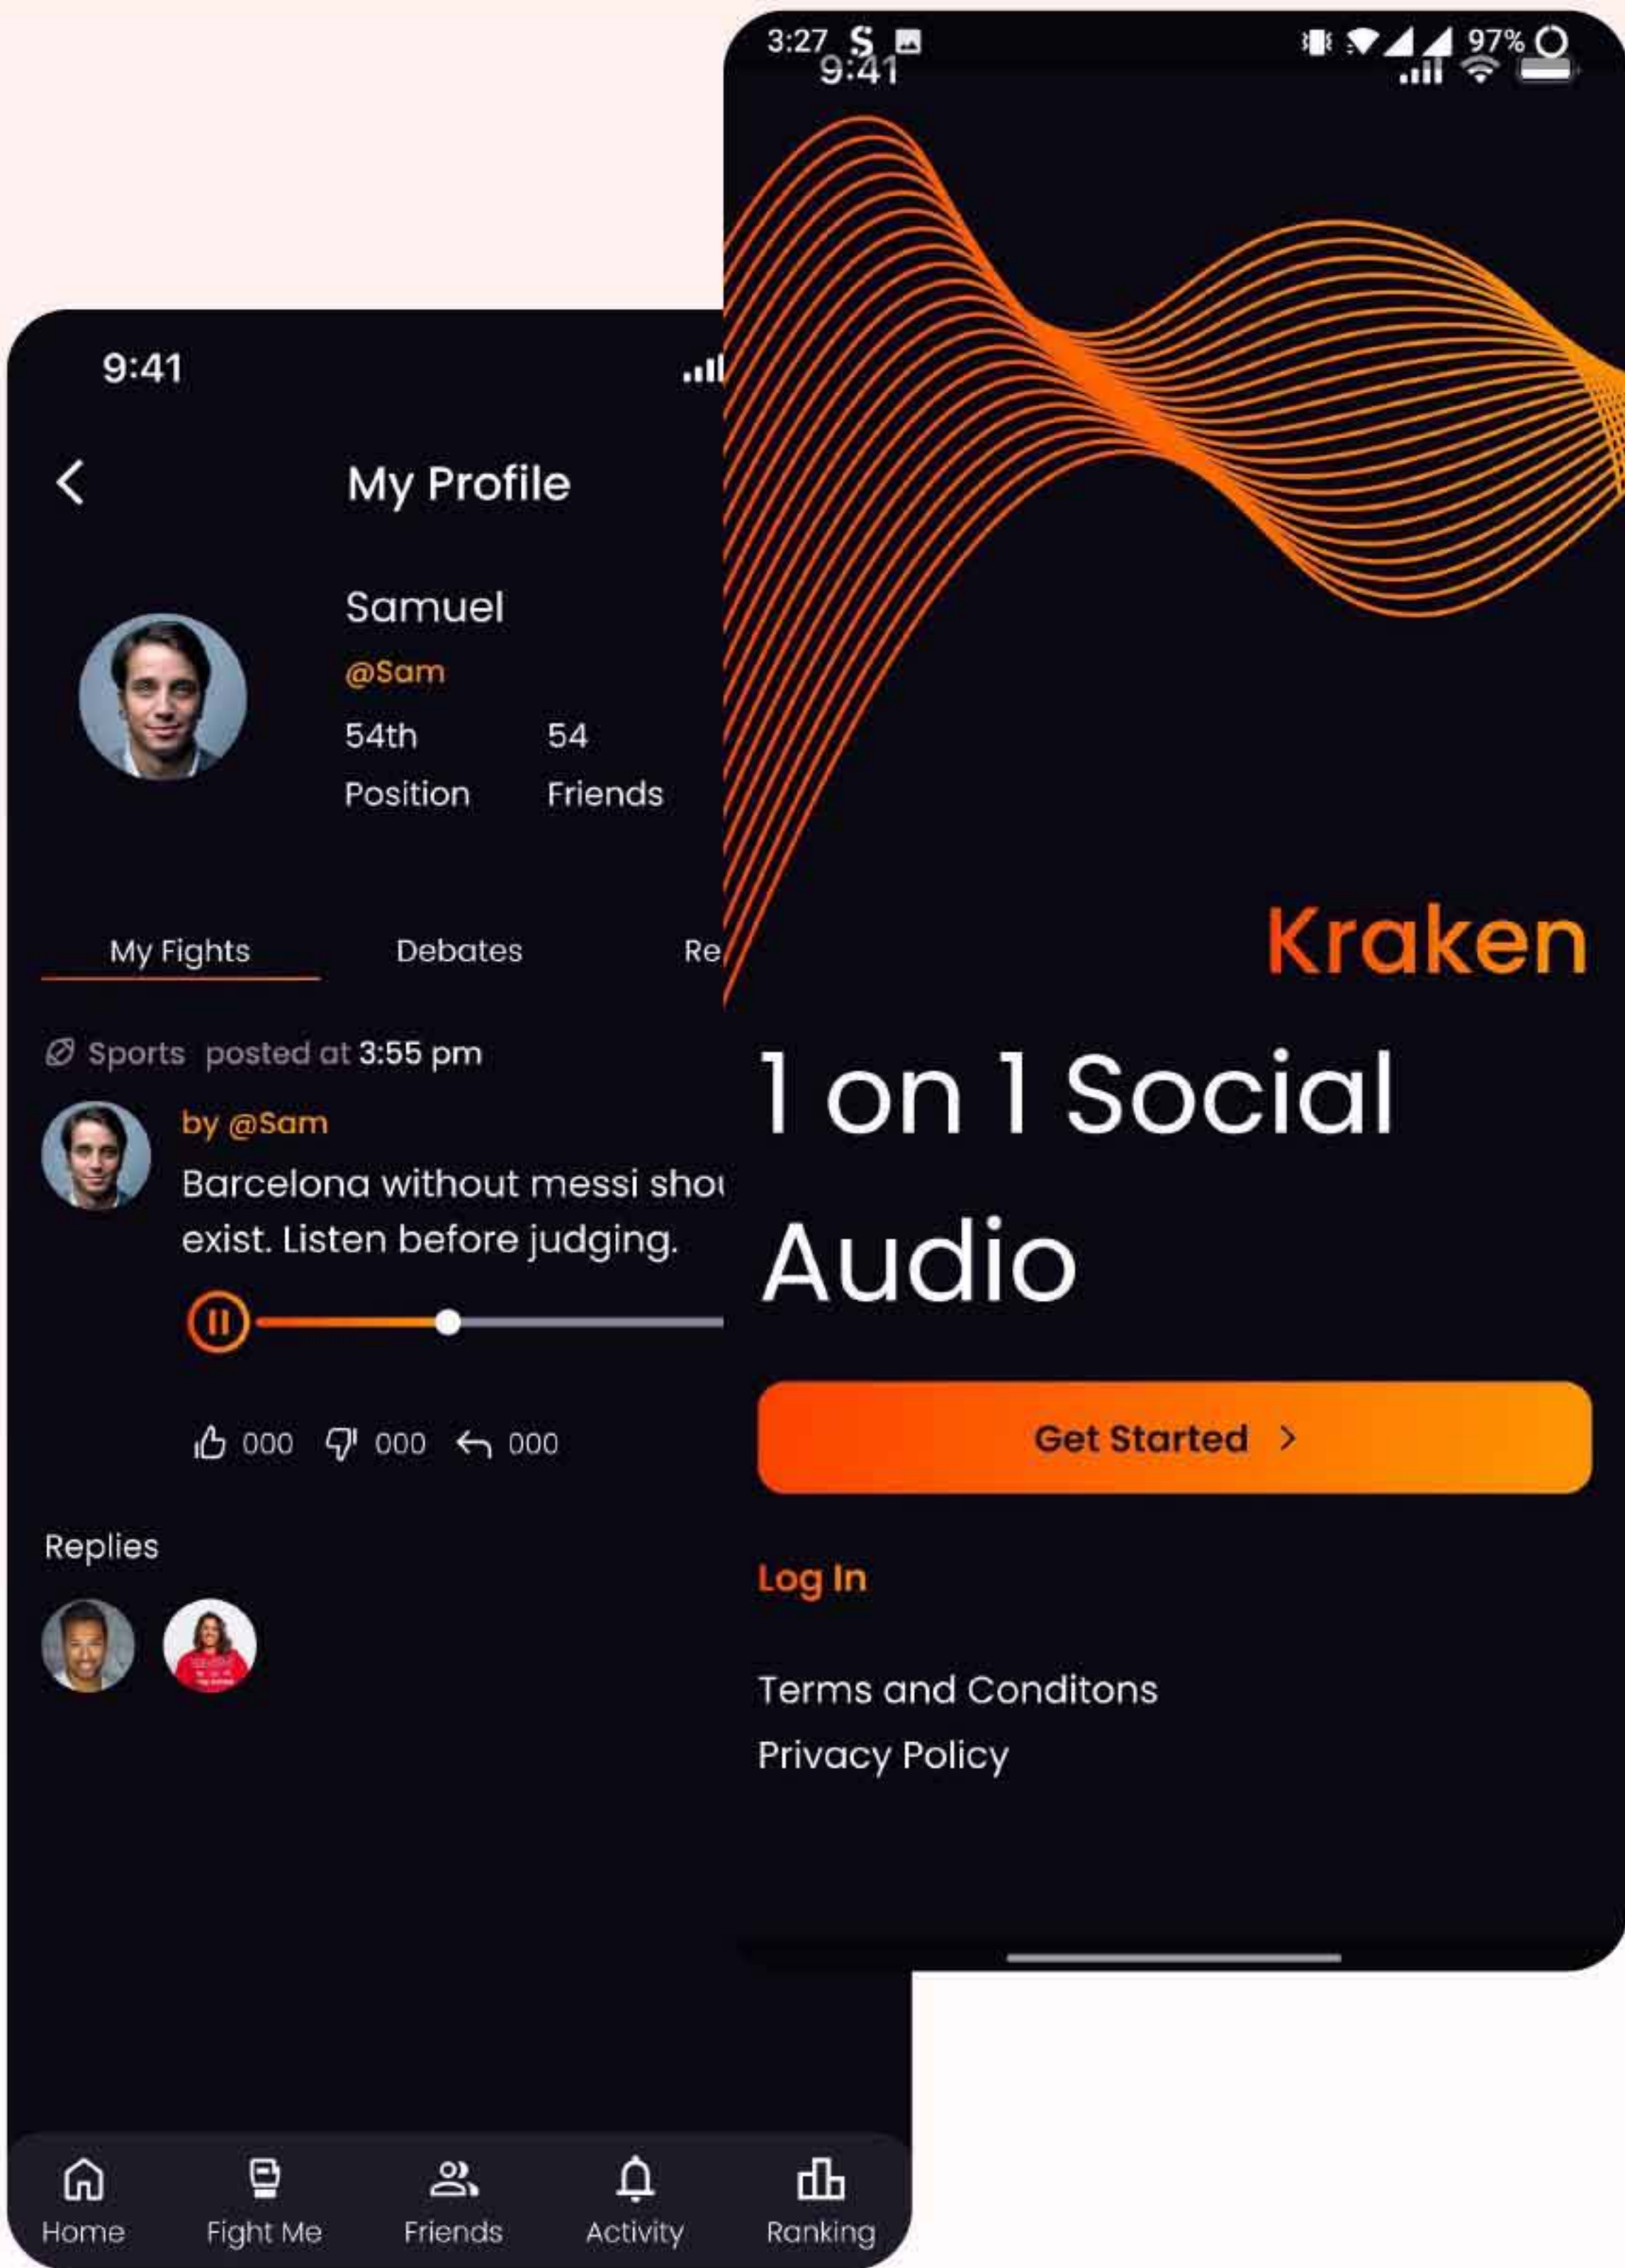 9:41
My Profile
Samuel
@Sam
54th 54
Position Friends
My Fights Debates Re
Sports posted at 3:55 pm
by @Sam
Barcelona without messi shou
exist. Listen before judging.
000 000 000
Replies
Home Fight Me Friends Activity Ranking
3:27 S 97%
9:41
Kraken
1 on 1 Social
Audio
Get Started >
Log In
Terms and Conditons
Privacy Policy